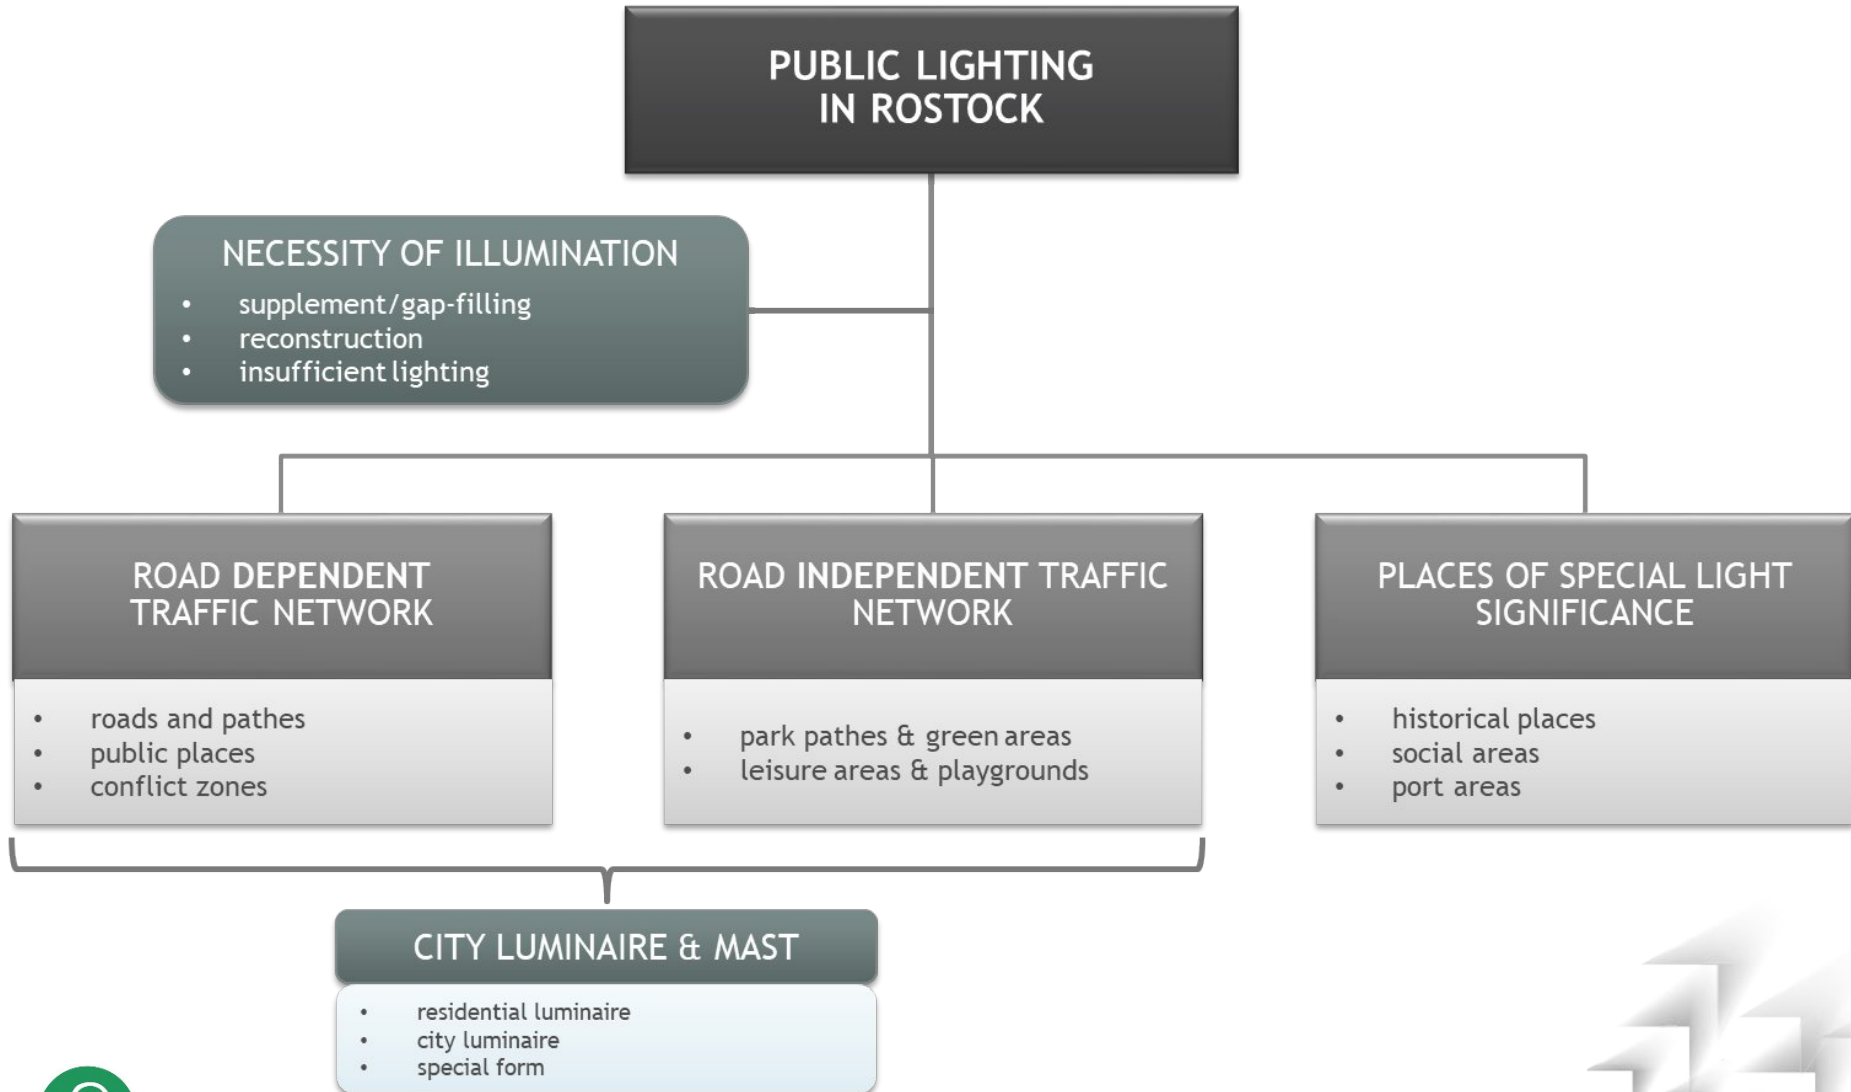 PUBLIC LIGHTING
IN ROSTOCK
NECESSITY OF ILLUMINATION
• supplement/gap-filling
• reconstruction
• insufficient lighting
ROAD DEPENDENT
TRAFFIC NETWORK
• roads and pathes
• public places
• conflict zones
ROAD INDEPENDENT TRAFFIC
NETWORK
• park pathes & green areas
• leisure areas & playgrounds
PLACES OF SPECIAL LIGHT
SIGNIFICANCE
• historical places
• social areas
• port areas
CITY LUMINAIRE & MAST
• residential luminaire
• city luminaire
• special form